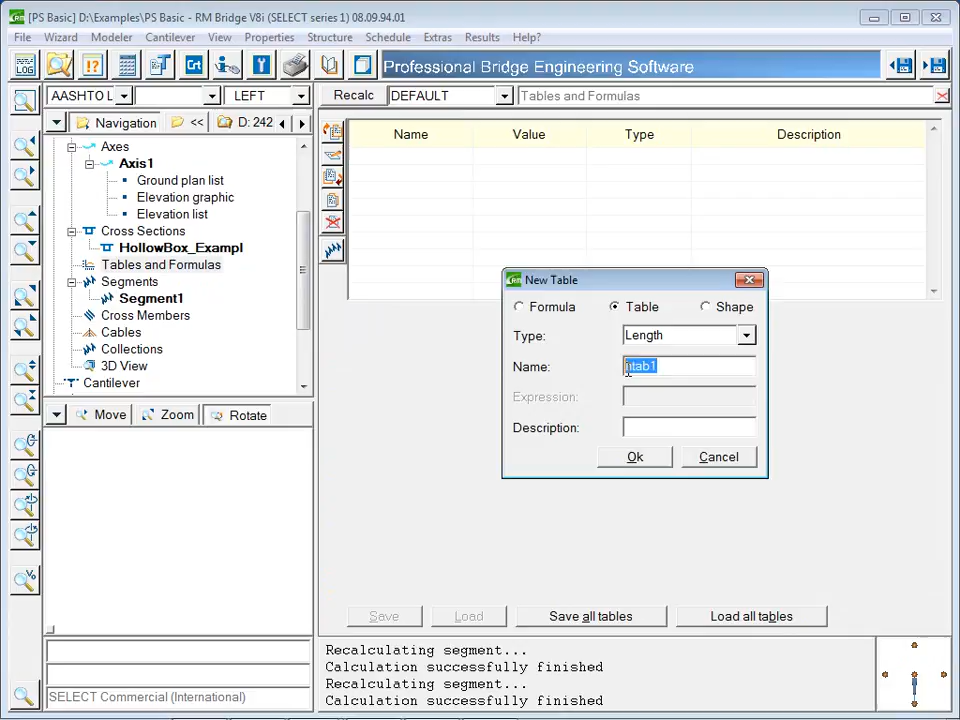 [PS Basic] D:\Examples\PS Basic - RM Bridge V8i (SELECT series 1) 08.09.94.01
File Wizard Modeler Cantilever View Properties Structure Schedule Extras Results Help?
LOG Crt Professional Bridge Engineering Software
AASHTO L LEFT Recalc DEFAULT Tables and Formulas
Navigation << D: 242
Name Value Type Description
Axes
Axis1
Ground plan list
Elevation graphic
Elevation list
Cross Sections
HollowBox_Exampl
Tables and Formulas
Segments
Segment1
Cross Members
Cables
Collections
3D View
Cantilever
Move Zoom Rotate
New Table
Formula Table Shape
Type: Length
Name: ntab1
Expression:
Description:
Ok Cancel
Save Load Save all tables Load all tables
Recalculating segment...
Calculation successfully finished
Recalculating segment...
Calculation successfully finished
SELECT Commercial (International)